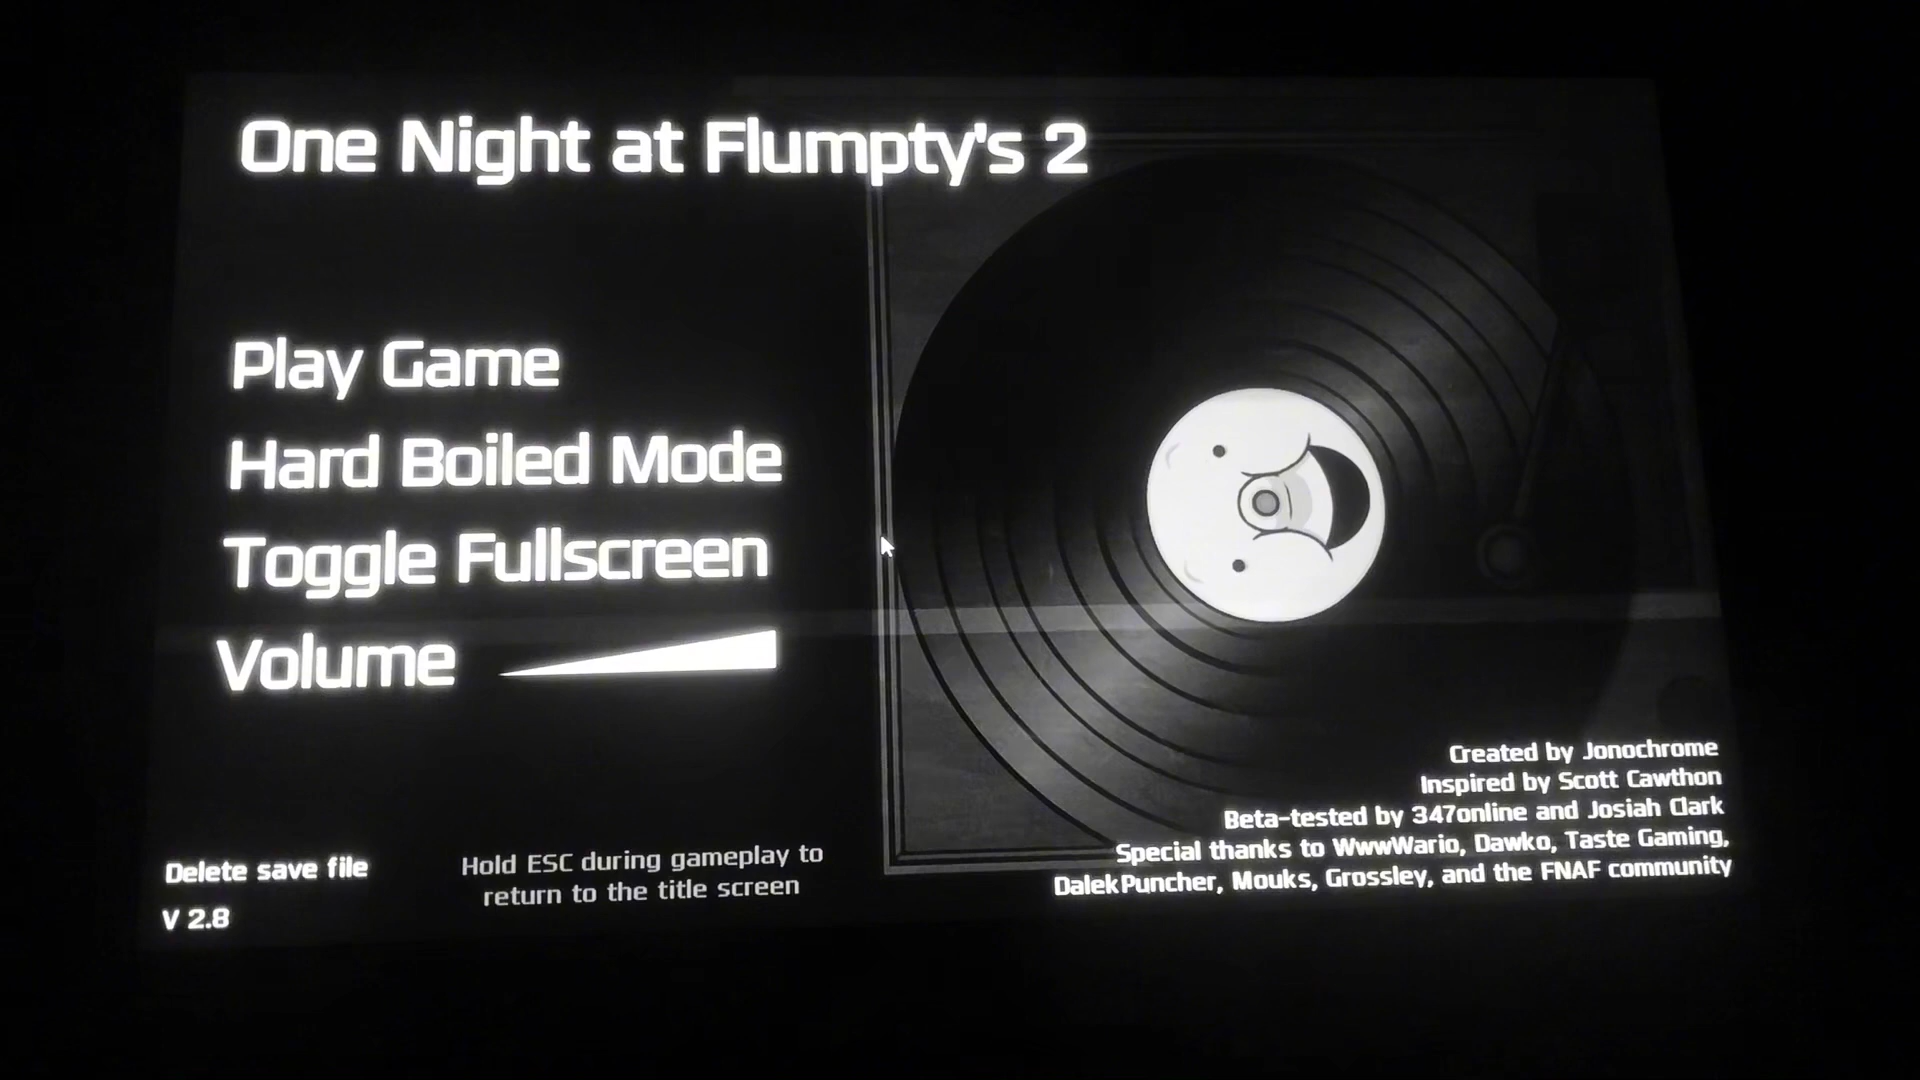 One Night at Flumpty's 2
Play Game
Hard Boiled Mode
Toggle Fullscreen
Volume
Delete save file
V 2.8
Hold ESC during gameplay to
return to the title screen
Created by Jonochrome
Inspired by Scott Cawthon
Beta-tested by 347online and Josiah Clark
Special thanks to WwwWario, Dawko, Taste Gaming,
DalekPuncher, Mouks, Grossley, and the FNAF community